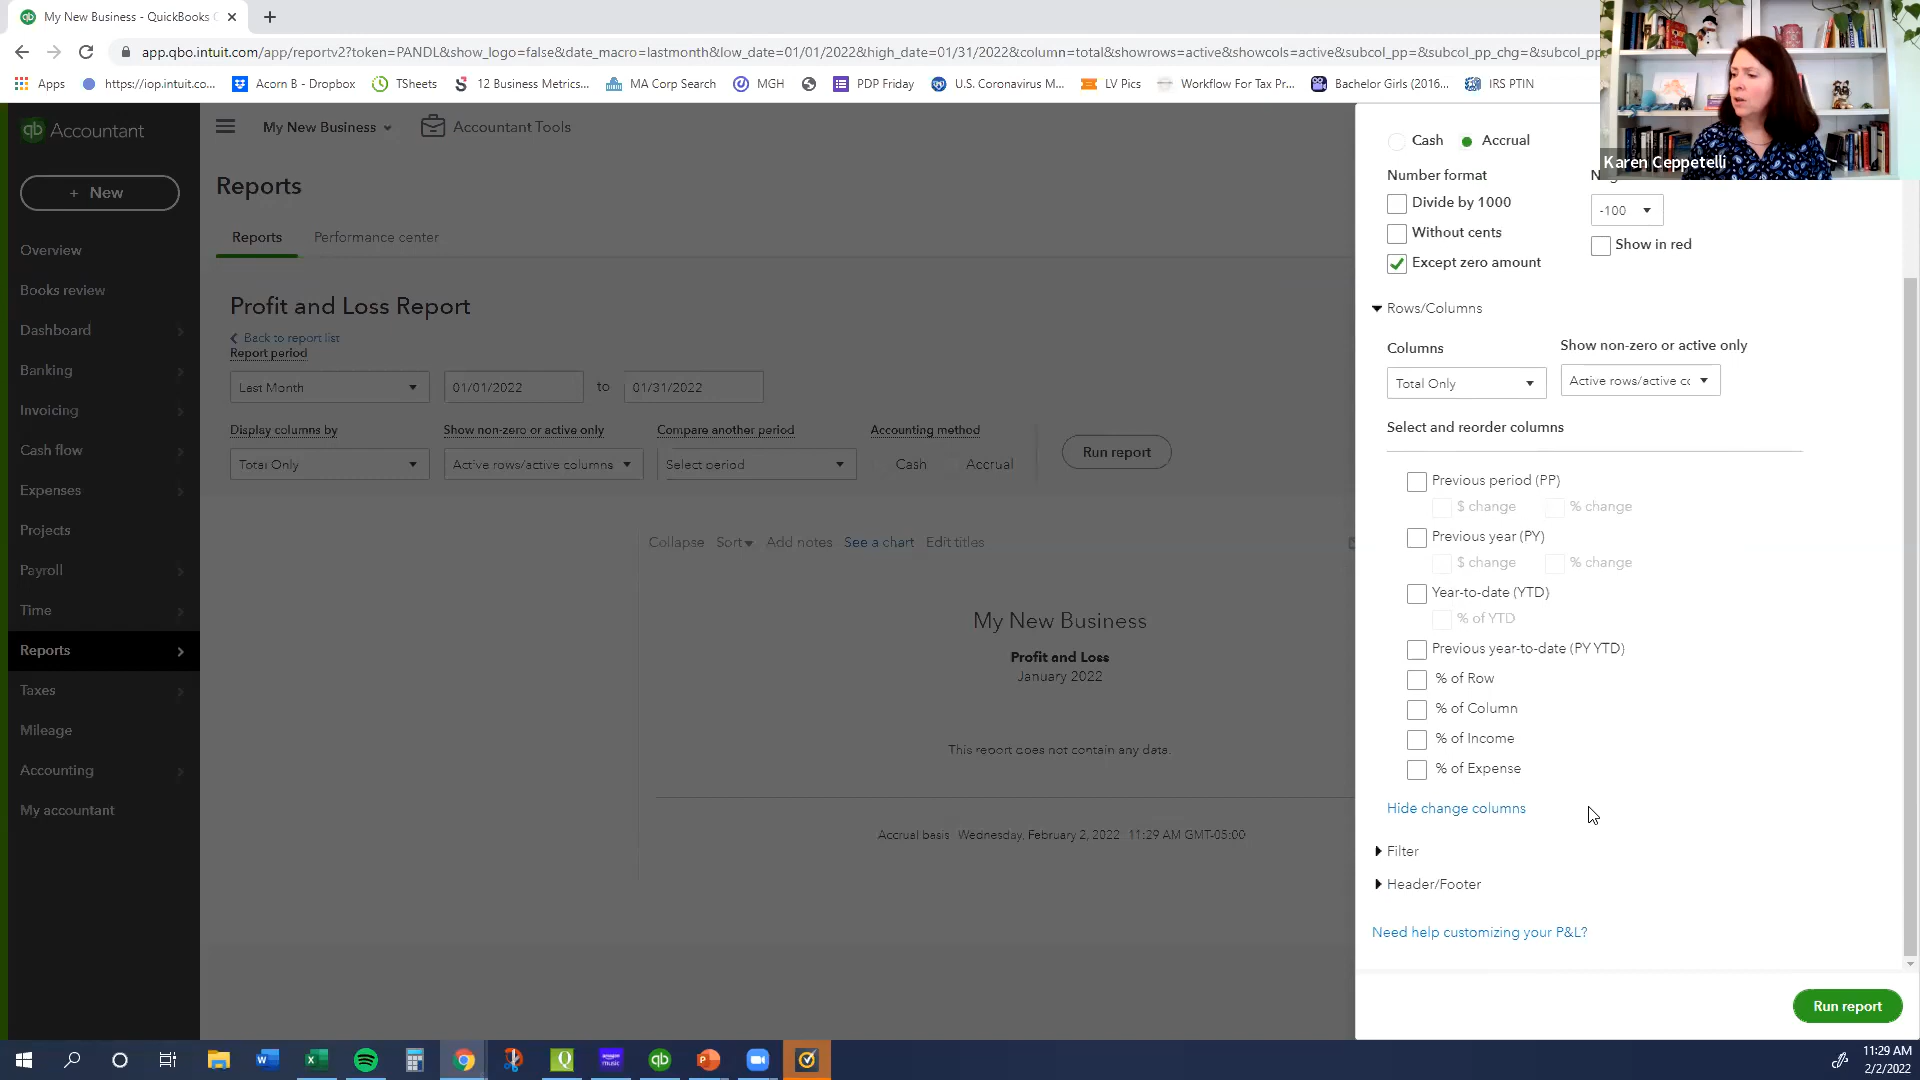 My New Business - QuickBooks
app.qbo.intuit.com/app/reportv2?token=PANDL&show_logo=false&date_macro=lastmonth&low_date=01/01/2022&high_date=01/31/2022&column=total&showrows=active&showcols=active&subcol_pp=&subcol_pp_chg=&subcol_pp
Apps
https://iop.intuit.co...
Acorn B - Dropbox
TSheets
12 Business Metrics...
MA Corp Search
MGH
PDP Friday
U.S. Coronavirus M...
LV Pics
Workflow For Tax Pr...
Bachelor Girls (2016...
IRS PTIN
Karen Ceppetelli
qb Accountant
My New Business
Accountant Tools
+ New
Overview
Books review
Dashboard
Banking
Invoicing
Cash flow
Expenses
Projects
Payroll
Time
Reports
Taxes
Mileage
Accounting
My accountant
Reports
Reports
Performance center
Profit and Loss Report
Back to report list
Report period
Last Month
01/01/2022
to
01/31/2022
Display columns by
Show non-zero or active only
Compare another period
Accounting method
Total Only
Active rows/active columns
Select period
Cash
Accrual
Run report
Collapse
Sort
Add notes
See a chart
Edit titles
My New Business
Profit and Loss
January 2022
This report does not contain any data.
Accrual basis Wednesday, February 2, 2022 11:29 AM GMT-05:00
Cash
Accrual
Number format
Divide by 1000
Without cents
Except zero amount
-100
Show in red
Rows/Columns
Columns
Show non-zero or active only
Total Only
Active rows/active cc
Select and reorder columns
Previous period (PP)
$ change
% change
Previous year (PY)
$ change
% change
Year-to-date (YTD)
% of YTD
Previous year-to-date (PY YTD)
% of Row
% of Column
% of Income
% of Expense
Hide change columns
Filter
Header/Footer
Need help customizing your P&L?
Run report
11:29 AM
2/2/2022